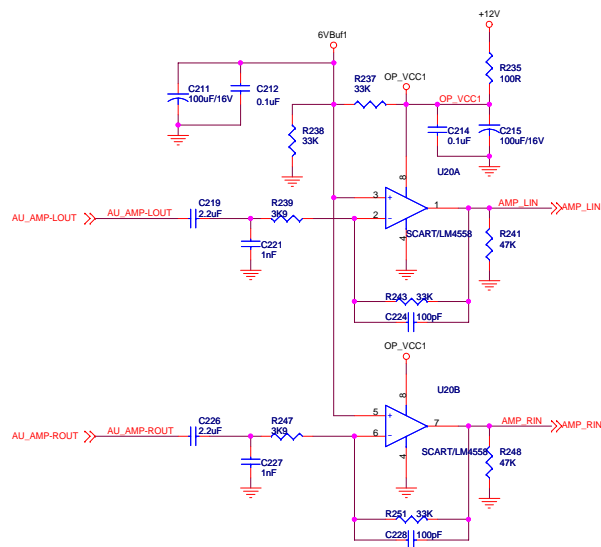 +12V
6VBuf1
R237
33K
OP_VCC1
R235
100R
C211
100uF/16V
C212
0.1uF
OP_VCC1
R238
33K
C214
0.1uF
C215
100uF/16V
U20A
8
C219
2.2uF
R239
3K9
3
+
2
-
1
4
AU_AMP-LOUT
AU_AMP-LOUT
AMP_LIN
AMP_LIN
SCART/LM4558
R241
47K
C221
1nF
R243
33K
C224
100pF
OP_VCC1
8
U20B
C226
2.2uF
R247
3K9
5
+
6
-
7
4
AU_AMP-ROUT
AU_AMP-ROUT
AMP_RIN
AMP_RIN
SCART/LM4558
R248
47K
C227
1nF
R251
33K
C228
100pF